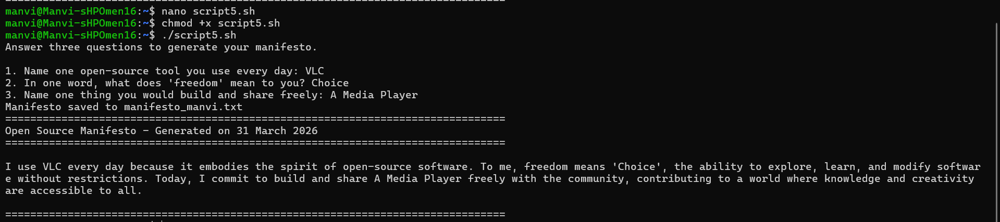 ================================================================================
manvi@Manvi-sHPOmen16:~$ nano script5.sh
manvi@Manvi-sHPOmen16:~$ chmod +x script5.sh
manvi@Manvi-sHPOmen16:~$ ./script5.sh
Answer three questions to generate your manifesto.
1. Name one open-source tool you use every day: VLC
2. In one word, what does 'freedom' mean to you? Choice
3. Name one thing you would build and share freely: A Media Player
Manifesto saved to manifesto_manvi.txt
================================================================================
Open Source Manifesto - Generated on 31 March 2026
================================================================================
I use VLC every day because it embodies the spirit of open-source software. To me, freedom means 'Choice', the ability to explore, learn, and modify softwar
e without restrictions. Today, I commit to build and share A Media Player freely with the community, contributing to a world where knowledge and creativity
are accessible to all.
================================================================================